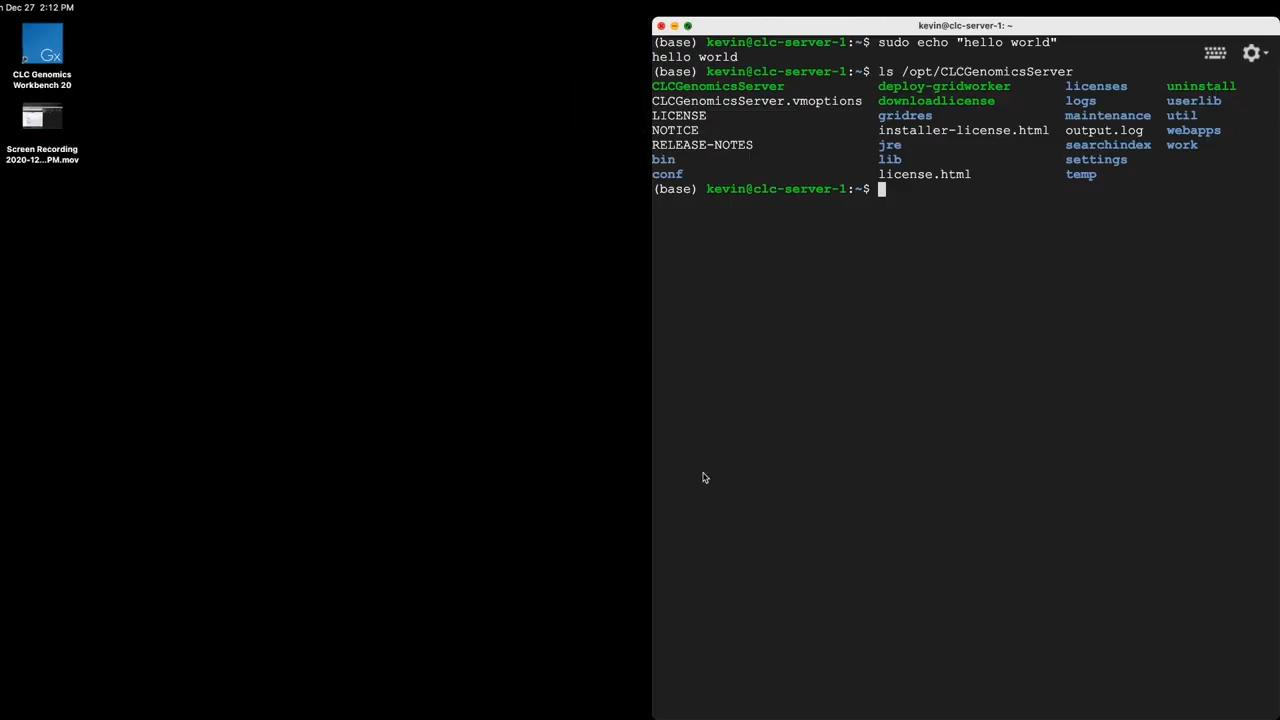 n Dec 27 2:12 PM
Gx
CLC Genomics
Workbench 20
Screen Recording
2020-12...PM.mov
kevin@clc-server-1: ~
(base) kevin@clc-server-1:~$ sudo echo "hello world"
hello world
(base) kevin@clc-server-1:~$ ls /opt/CLCGenomicsServer
CLCGenomicsServer deploy-gridworker licenses uninstall
CLCGenomicsServer.vmoptions downloadlicense logs userlib
LICENSE gridres maintenance util
NOTICE installer-license.html output.log webapps
RELEASE-NOTES jre searchindex work
bin lib settings
conf license.html temp
(base) kevin@clc-server-1:~$